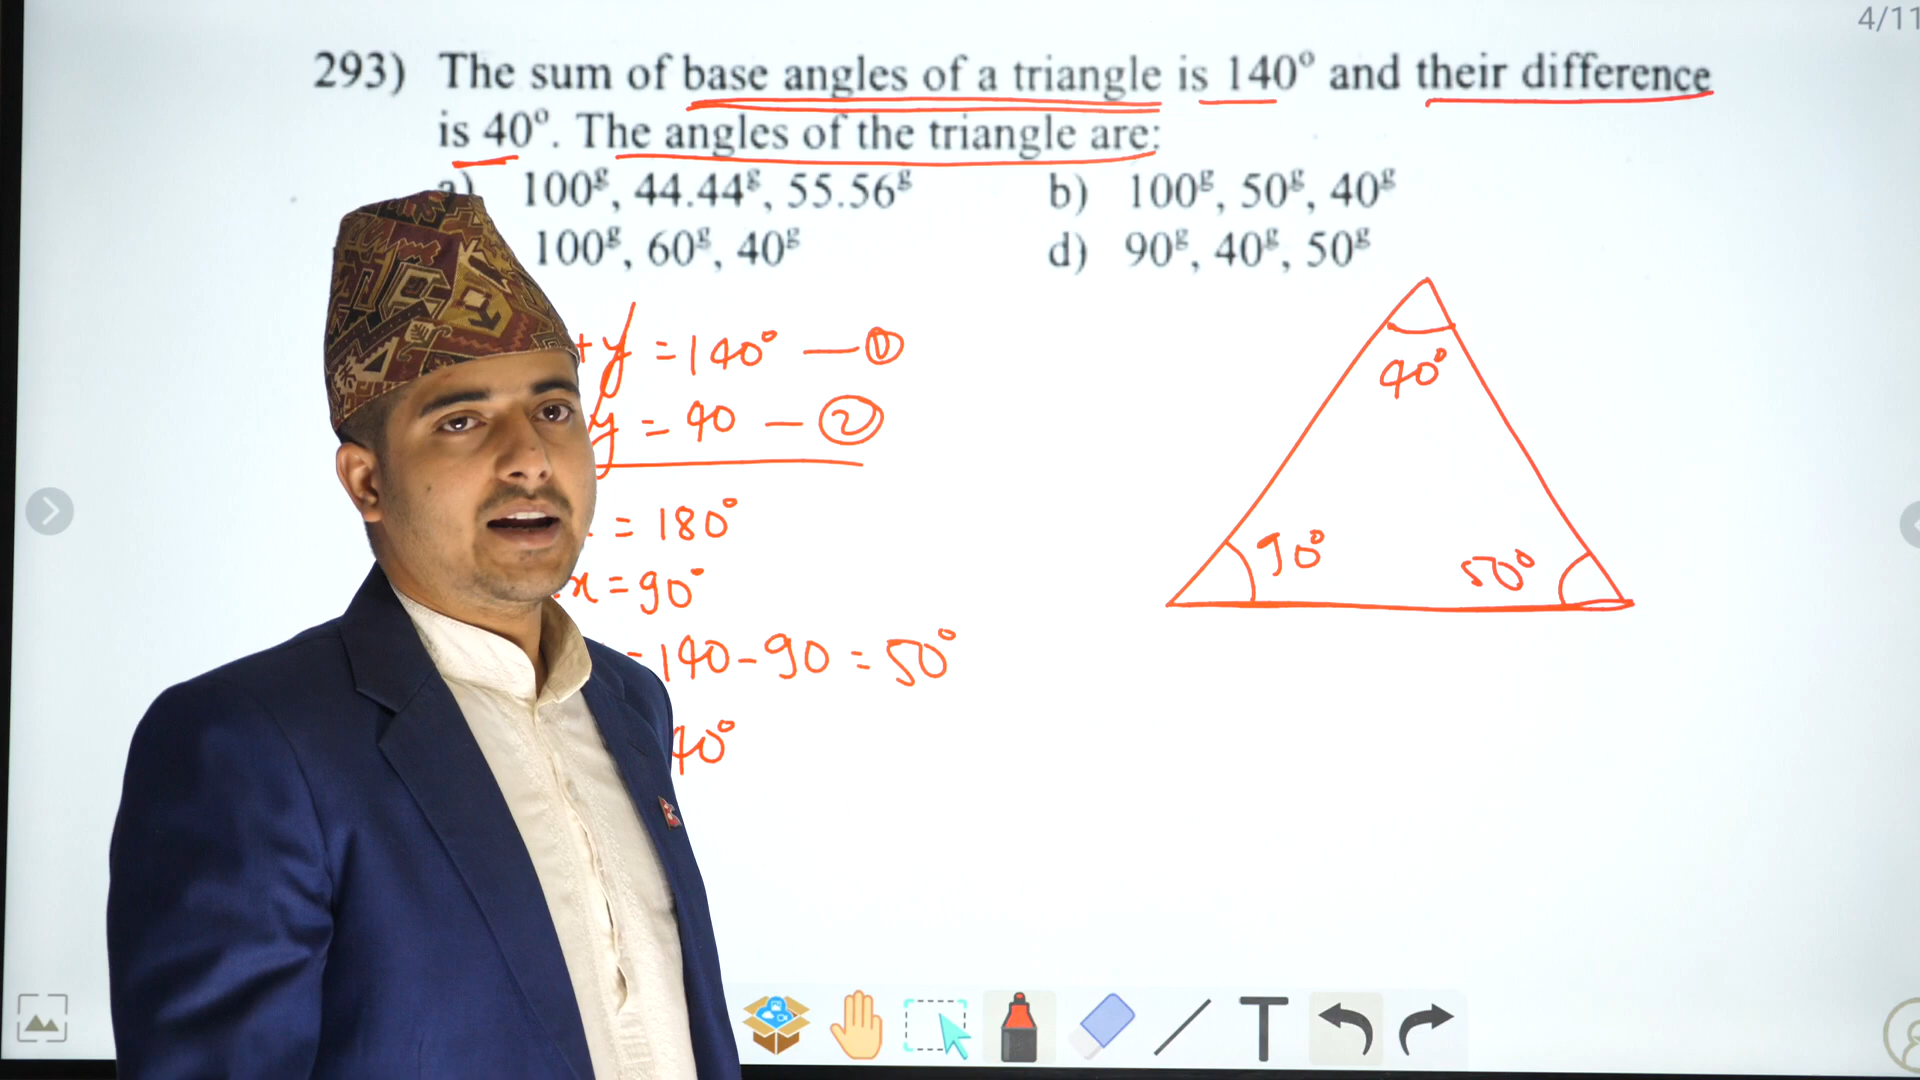 4/11
293) The sum of base angles of a triangle is 140° and their difference
is 40°. The angles of the triangle are:
a) 100ᵍ, 44.44ᵍ, 55.56ᵍ b) 100ᵍ, 50ᵍ, 40ᵍ
100ᵍ, 60ᵍ, 40ᵍ d) 90ᵍ, 40ᵍ, 50ᵍ
+y = 140° — ①
y = 40 — ②
= 180°
x = 90°
= 140 - 90 = 50°
40°
40°
90° 50°
T